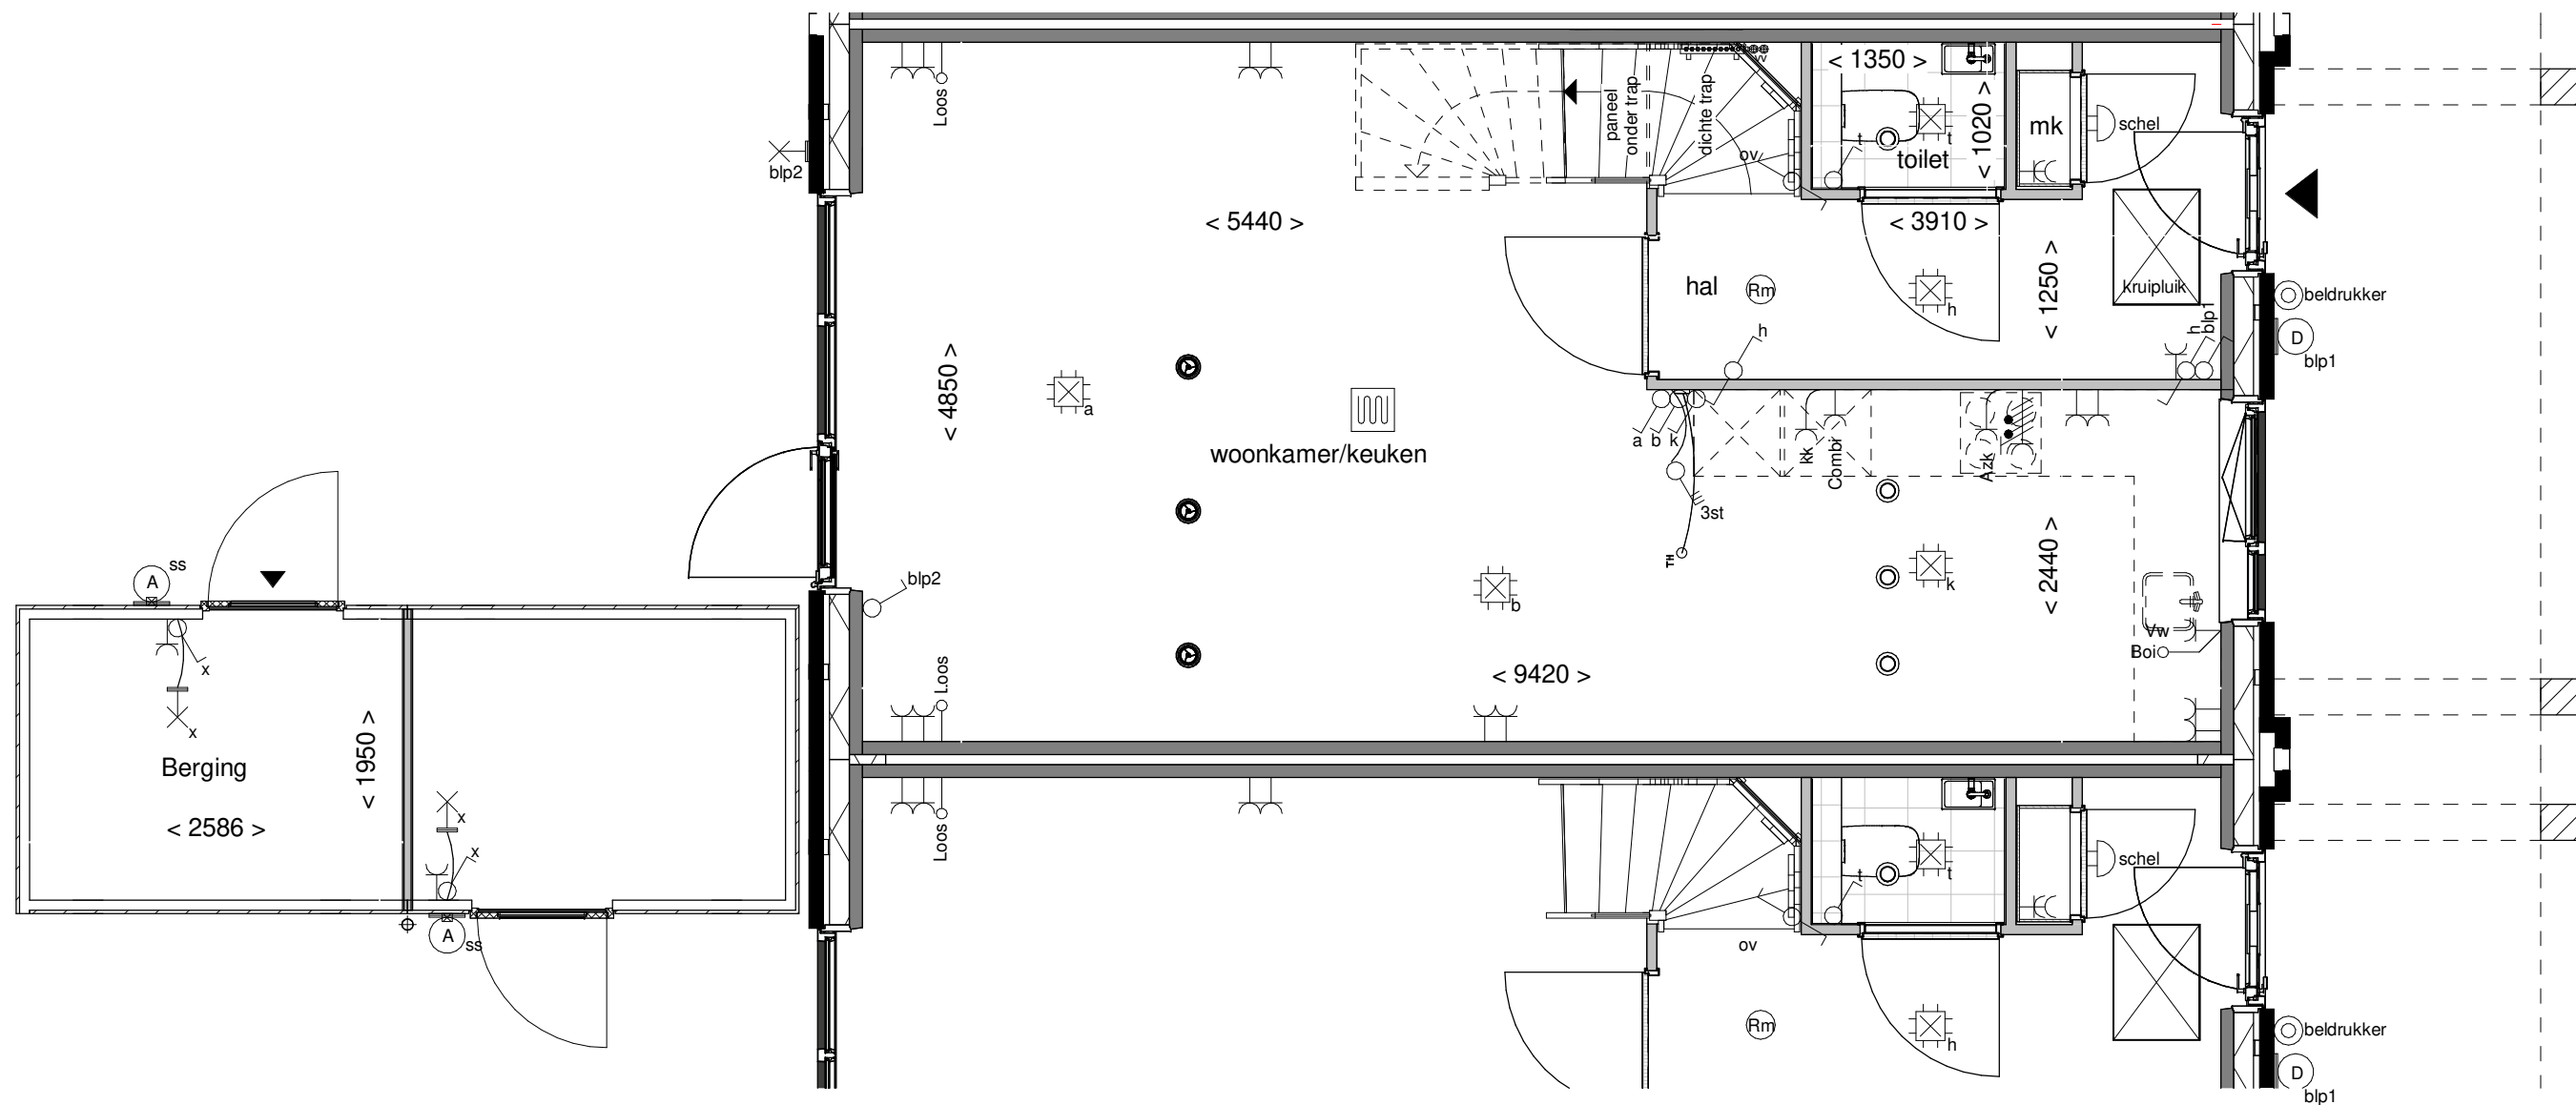 < 1350 >
Loos
paneel
onder trap
dichte trap
< 1020 >
mk
schel
blp2
ov
t
t
toilet
< 5440 >
< 3910 >
hal
Rm
h
< 1250 >
kruipluik
beldrukker
h
blp1
D
blp1
h
< 4850 >
a
woonkamer/keuken
a b k
kk
Combi
Azk
3st
TH
< 2440 >
k
b
blp2
A
ss
x
x
Vw
Boi
Loos
< 9420 >
Berging
< 1950 >
< 2586 >
x
x
A
ss
Loos
schel
t
t
ov
Rm
h
beldrukker
D
blp1